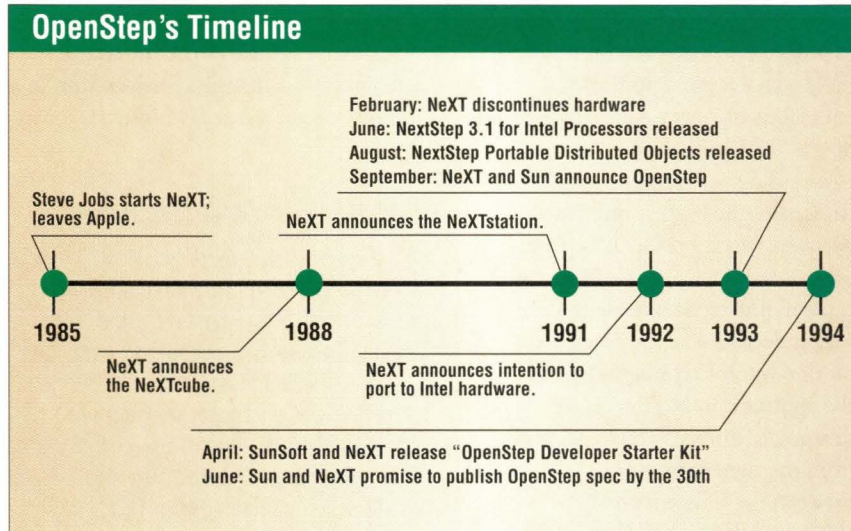 OpenStep's Timeline
February: NeXT discontinues hardware
June: NextStep 3.1 for Intel Processors released
August: NextStep Portable Distributed Objects released
September: NeXT and Sun announce OpenStep
Steve Jobs starts NeXT;
leaves Apple.
NeXT announces the NeXTstation.
1985
1988
1991
1992
1993
1994
NeXT announces
the NeXTcube.
NeXT announces intention to
port to Intel hardware.
April: SunSoft and NeXT release "OpenStep Developer Starter Kit"
June: Sun and NeXT promise to publish OpenStep spec by the 30th